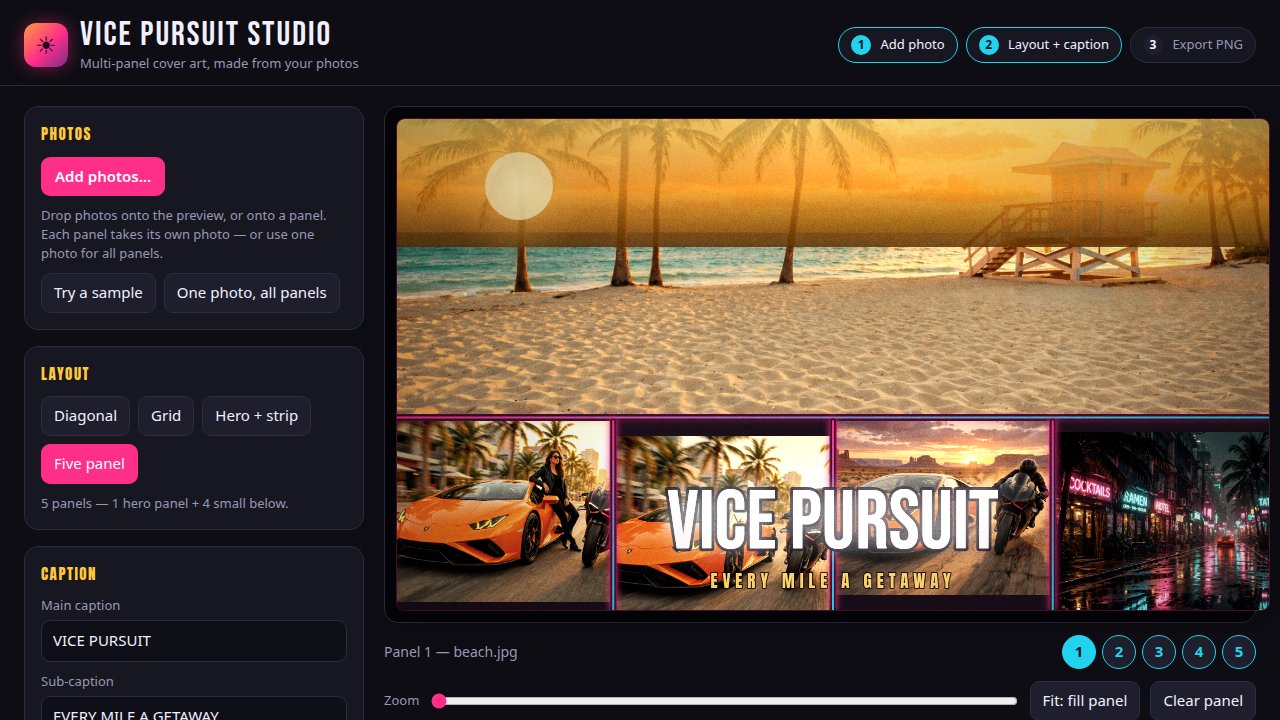 VICE PURSUIT STUDIO
Multi-panel cover art, made from your photos
1 Add photo
2 Layout + caption
3 Export PNG
PHOTOS
Add photos...
Drop photos onto the preview, or onto a panel.
Each panel takes its own photo — or use one
photo for all panels.
Try a sample
One photo, all panels
LAYOUT
Diagonal
Grid
Hero + strip
Five panel
5 panels — 1 hero panel + 4 small below.
CAPTION
Main caption
VICE PURSUIT
Sub-caption
EVERY MILE A GETAWAY
COCKTAILS
RAMEN
VICE PURSUIT
EVERY MILE A GETAWAY
Panel 1 — beach.jpg
1 2 3 4 5
Zoom
Fit: fill panel
Clear panel